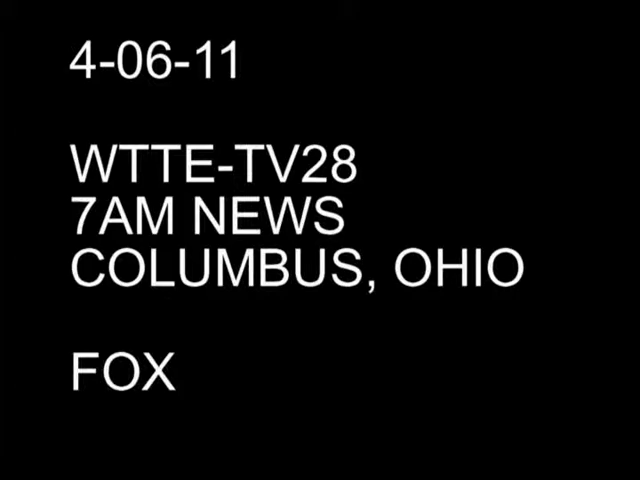 4-06-11
WTTE-TV28
7AM NEWS
COLUMBUS, OHIO
FOX